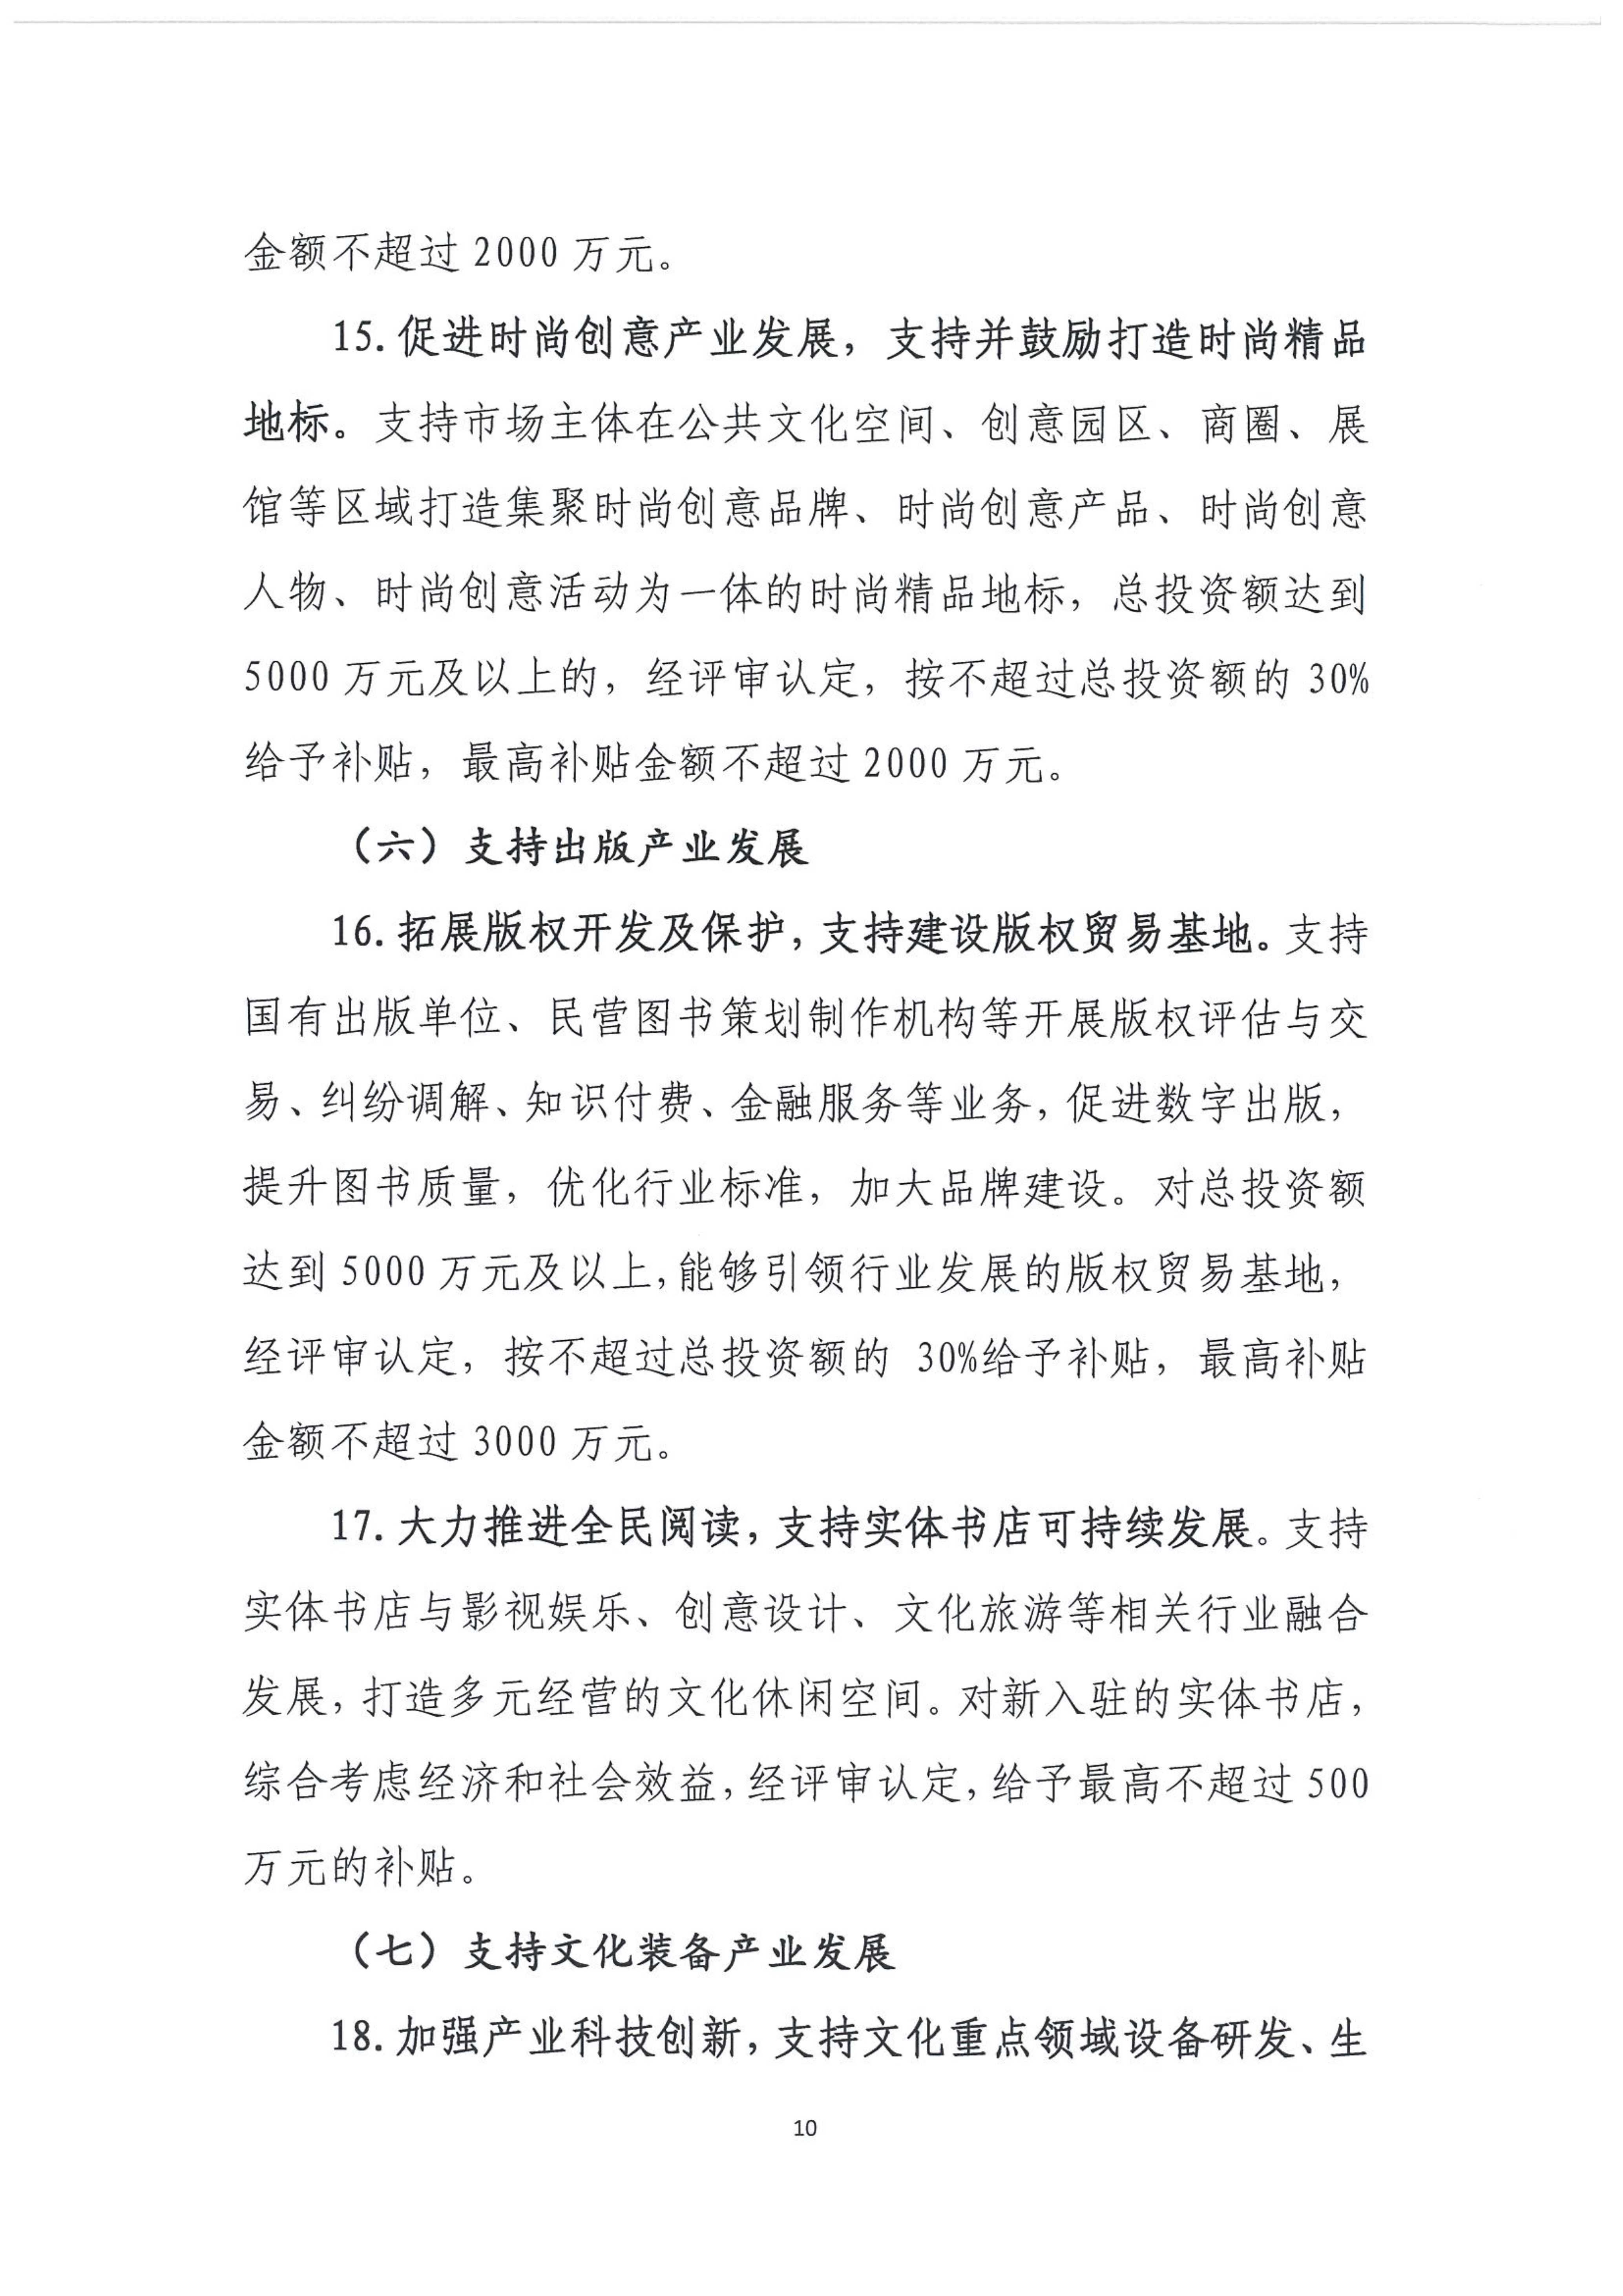 金额不超过 2000 万元。
15. 促进时尚创意产业发展，支持并鼓励打造时尚精品
地标。支持市场主体在公共文化空间、创意园区、商圈、展
馆等区域打造集聚时尚创意品牌、时尚创意产品、时尚创意
人物、时尚创意活动为一体的时尚精品地标，总投资额达到
5000 万元及以上的，经评审认定，按不超过总投资额的 30%
给予补贴，最高补贴金额不超过 2000 万元。
（六）支持出版产业发展
16. 拓展版权开发及保护，支持建设版权贸易基地。支持
国有出版单位、民营图书策划制作机构等开展版权评估与交
易、纠纷调解、知识付费、金融服务等业务，促进数字出版，
提升图书质量，优化行业标准，加大品牌建设。对总投资额
达到 5000 万元及以上，能够引领行业发展的版权贸易基地，
经评审认定，按不超过总投资额的 30%给予补贴，最高补贴
金额不超过 3000 万元。
17. 大力推进全民阅读，支持实体书店可持续发展。支持
实体书店与影视娱乐、创意设计、文化旅游等相关行业融合
发展，打造多元经营的文化休闲空间。对新入驻的实体书店，
综合考虑经济和社会效益，经评审认定，给予最高不超过 500
万元的补贴。
（七）支持文化装备产业发展
18. 加强产业科技创新，支持文化重点领域设备研发、生
10